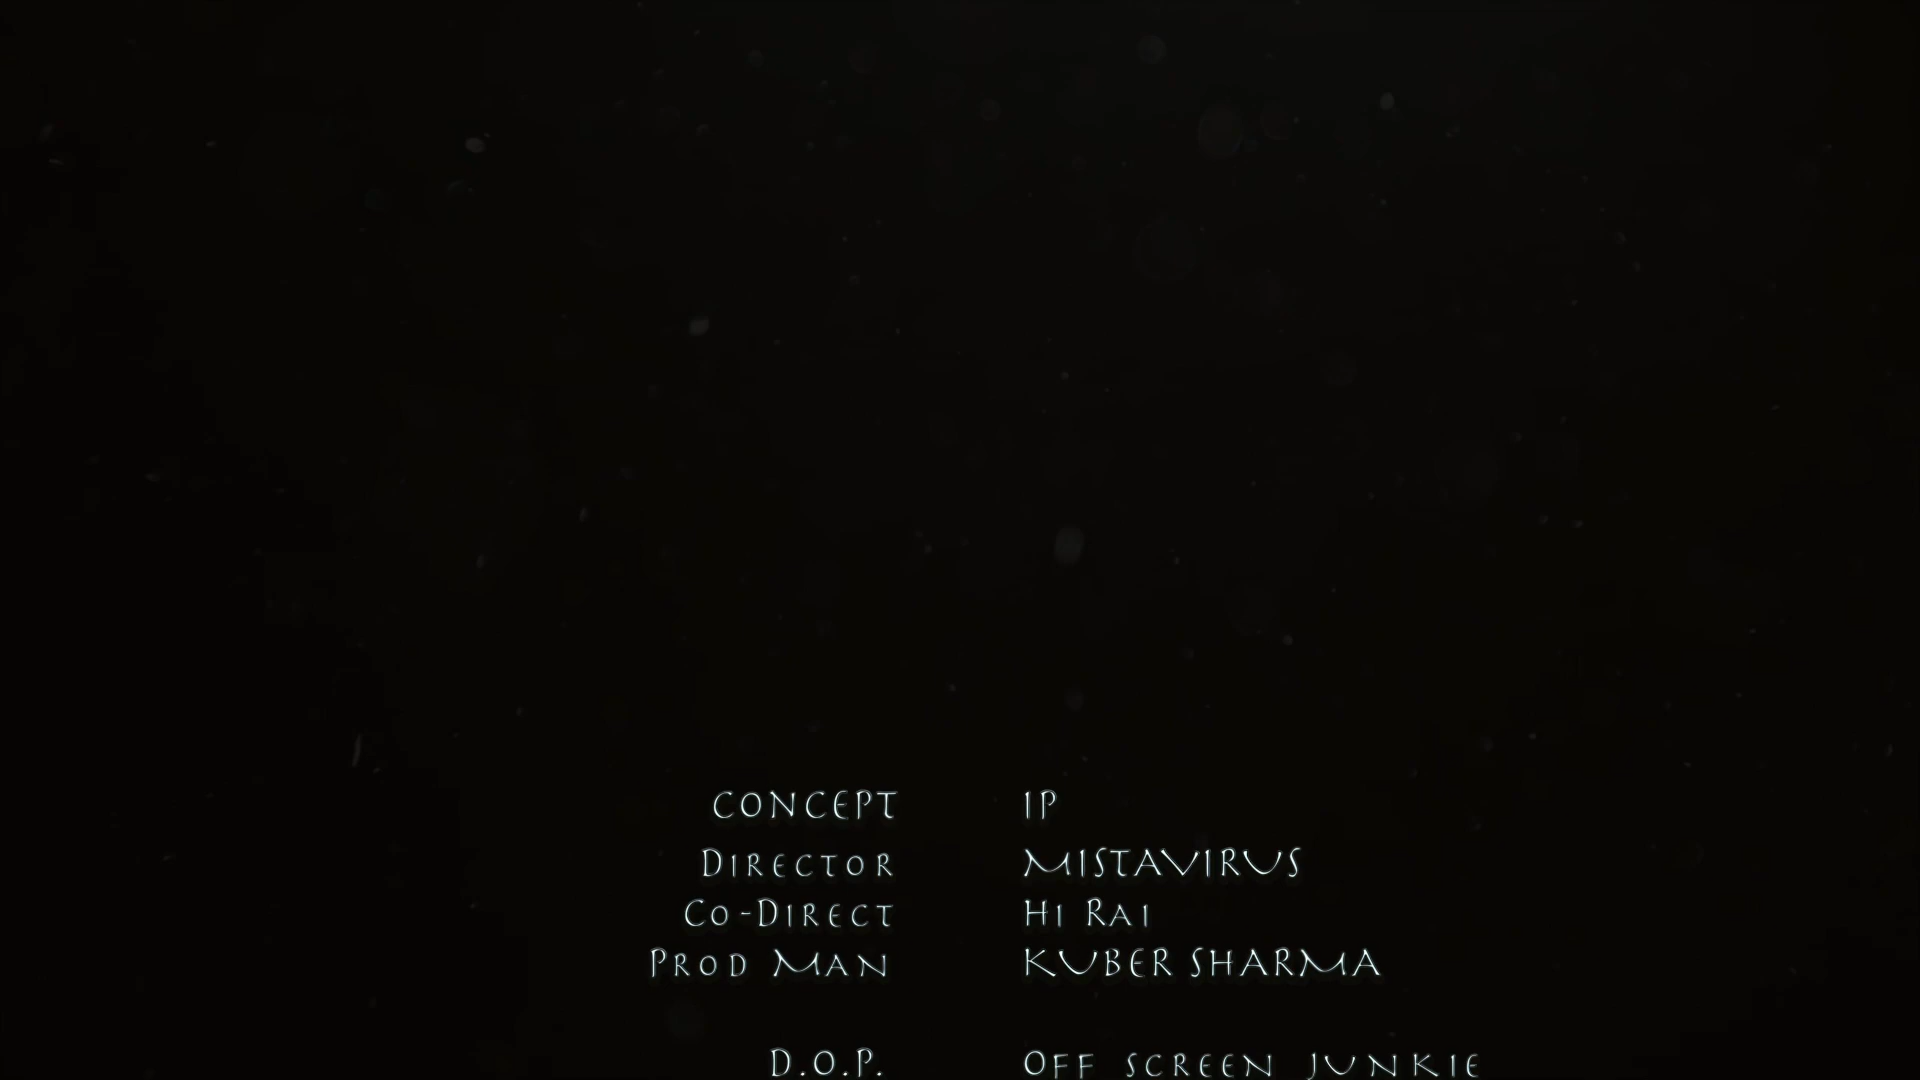 CONCEPT IP
DIRECTOR MISTAVIRUS
CO-DIRECT HI RAI
PROD MAN KUBER SHARMA
D.O.P. OFF SCREEN JUNKIE